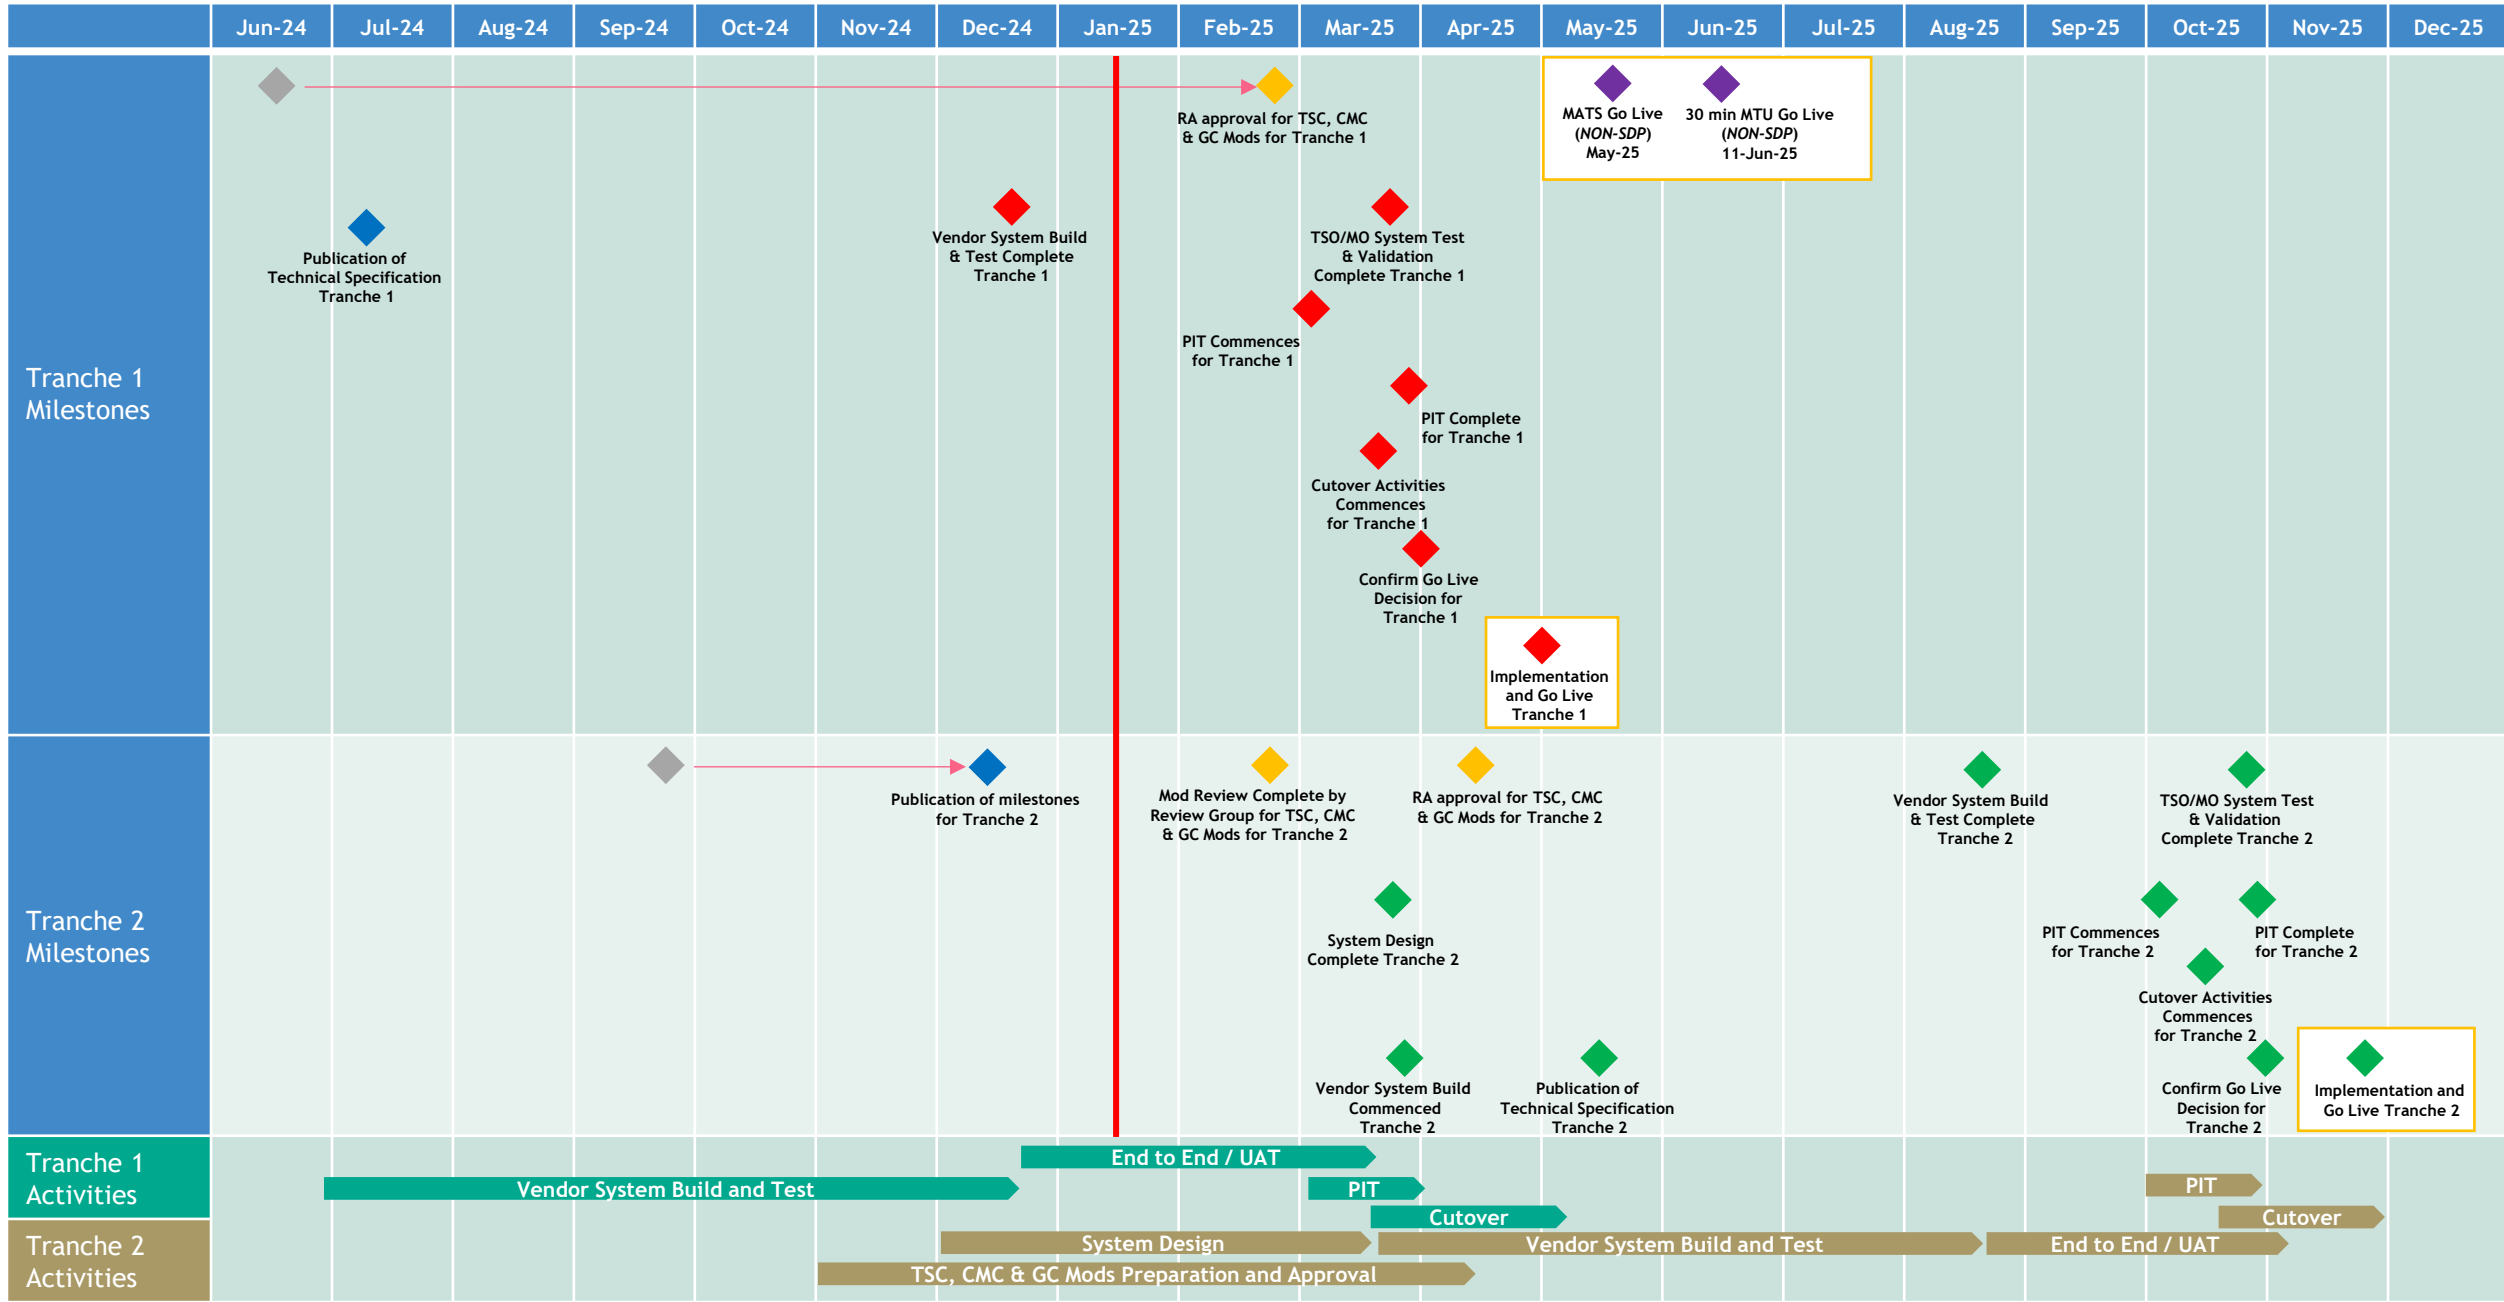 Jun-24 Jul-24 Aug-24 Sep-24 Oct-24 Nov-24 Dec-24 Jan-25 Feb-25 Mar-25 Apr-25 May-25 Jun-25 Jul-25 Aug-25 Sep-25 Oct-25 Nov-25 Dec-25
Tranche 1
Milestones
RA approval for TSC, CMC
& GC Mods for Tranche 1
MATS Go Live
(NON-SDP)
May-25
30 min MTU Go Live
(NON-SDP)
11-Jun-25
Publication of
Technical Specification
Tranche 1
Vendor System Build
& Test Complete
Tranche 1
TSO/MO System Test
& Validation
Complete Tranche 1
PIT Commences
for Tranche 1
PIT Complete
for Tranche 1
Cutover Activities
Commences
for Tranche 1
Confirm Go Live
Decision for
Tranche 1
Implementation
and Go Live
Tranche 1
Tranche 2
Milestones
Publication of milestones
for Tranche 2
Mod Review Complete by
Review Group for TSC, CMC
& GC Mods for Tranche 2
RA approval for TSC, CMC
& GC Mods for Tranche 2
Vendor System Build
& Test Complete
Tranche 2
TSO/MO System Test
& Validation
Complete Tranche 2
System Design
Complete Tranche 2
PIT Commences
for Tranche 2
PIT Complete
for Tranche 2
Cutover Activities
Commences
for Tranche 2
Vendor System Build
Commenced
Tranche 2
Publication of
Technical Specification
Tranche 2
Confirm Go Live
Decision for
Tranche 2
Implementation and
Go Live Tranche 2
Tranche 1
Activities
End to End / UAT
Vendor System Build and Test
PIT
PIT
Cutover
Cutover
Tranche 2
Activities
System Design
Vendor System Build and Test
End to End / UAT
TSC, CMC & GC Mods Preparation and Approval